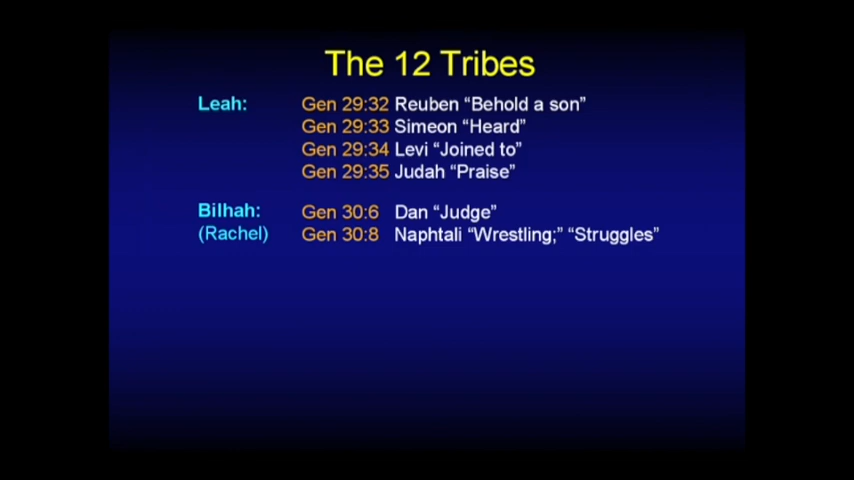 The 12 Tribes
Leah: Gen 29:32 Reuben “Behold a son”
Gen 29:33 Simeon “Heard”
Gen 29:34 Levi “Joined to”
Gen 29:35 Judah “Praise”
Bilhah: Gen 30:6 Dan “Judge”
(Rachel) Gen 30:8 Naphtali “Wrestling;” “Struggles”